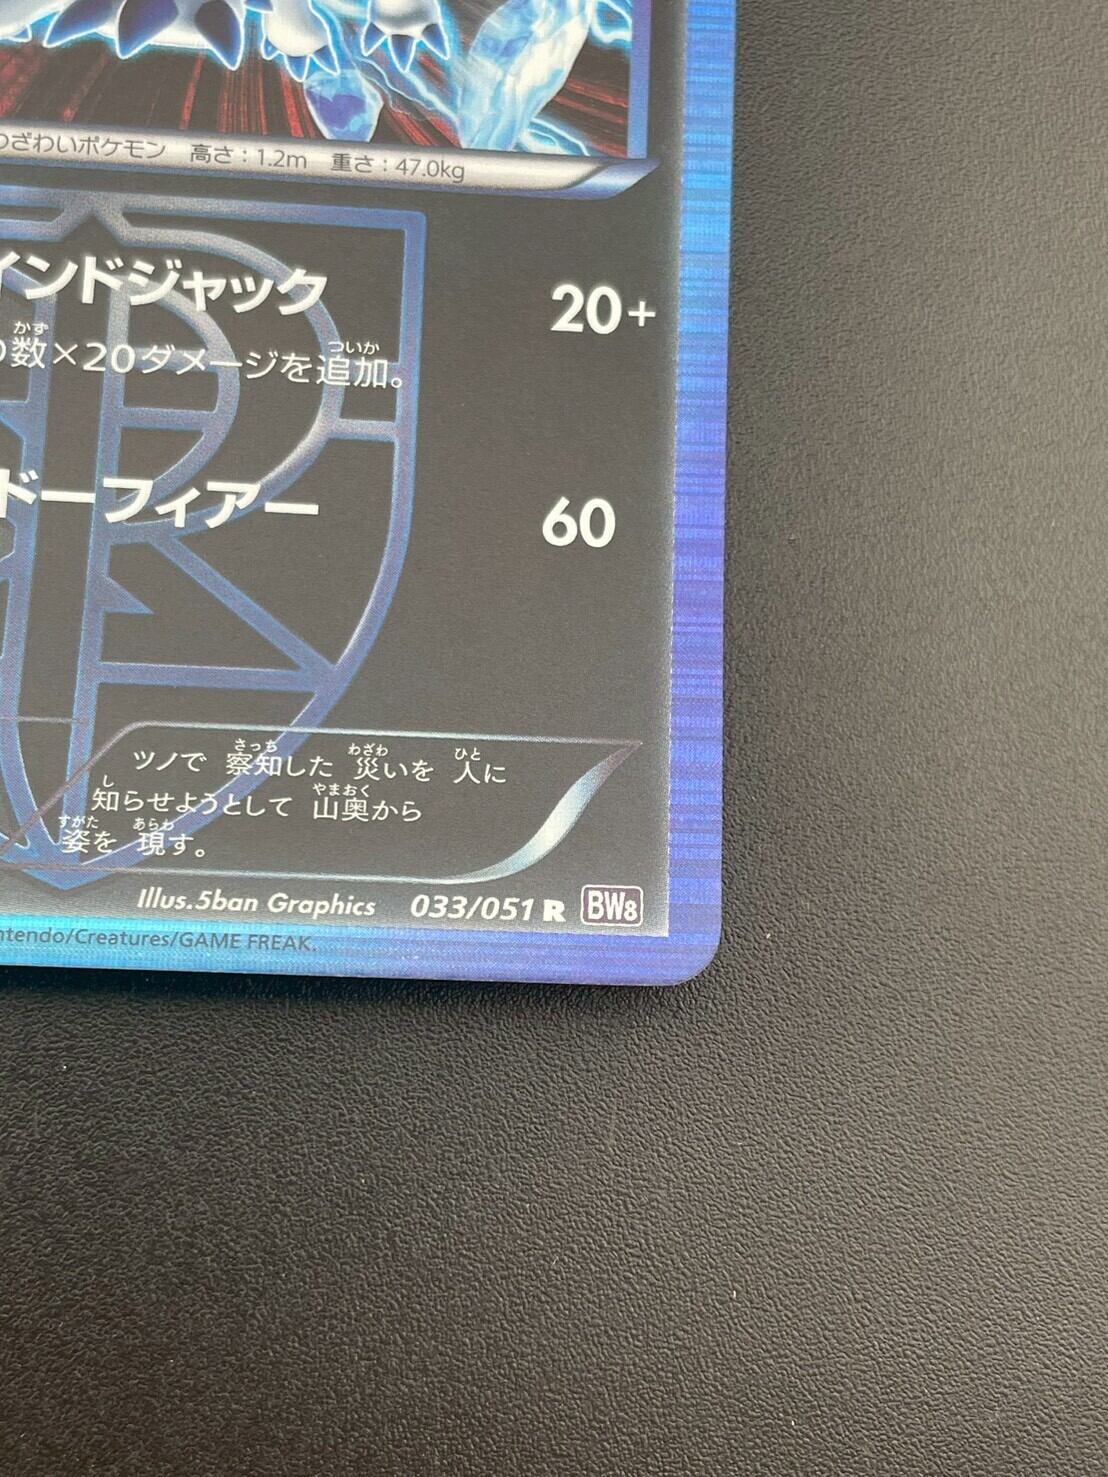 わざわいポケモン 高さ：1.2m 重さ：47.0kg
インドジャック 20+
の数×20ダメージを追加。
かず ついか
ドーフィアー 60
さっち わざわ ひと
ツノで 察知した 災いを 人に
し やまおく
知らせようとして 山奥から
すがた あらわ
姿を 現す。
Illus.5ban Graphics 033/051 R BW8
ntendo/Creatures/GAME FREAK.